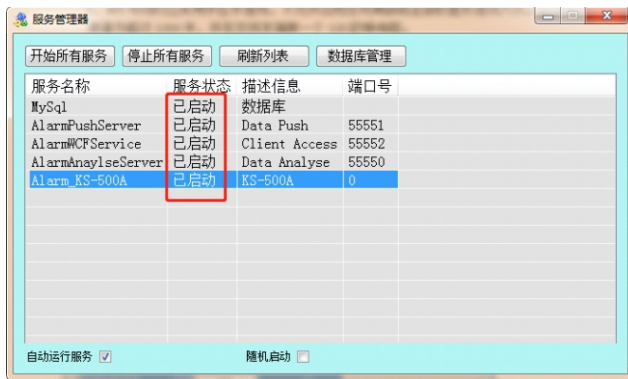 服务管理器
开始所有服务 停止所有服务 刷新列表 数据库管理
服务名称 服务状态 描述信息 端口号
MySql 已启动 数据库
AlarmPushServer 已启动 Data Push 55551
AlarmWCFService 已启动 Client Access 55552
AlarmAnaylseServer 已启动 Data Analyse 55550
Alarm_KS-500A 已启动 KS-500A 0
自动运行服务 随机启动